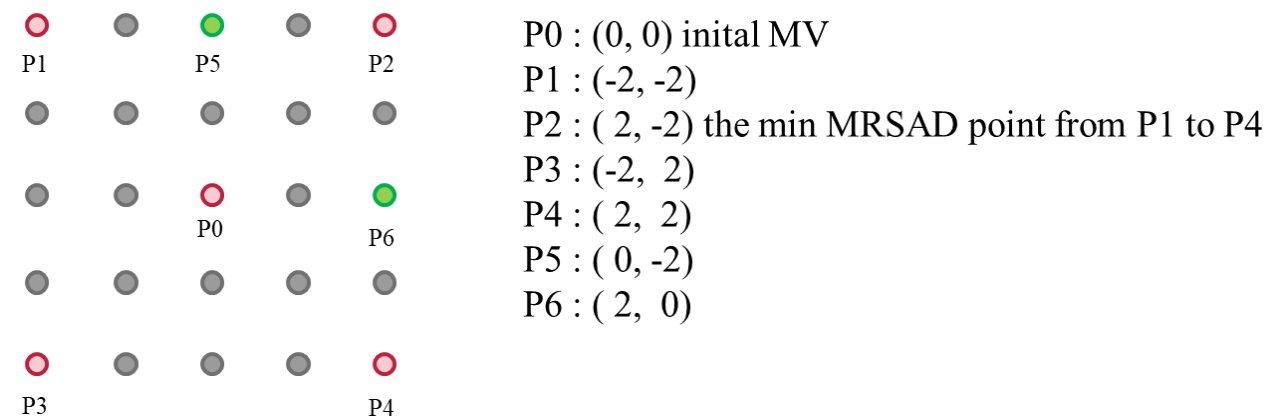 P1
P5
P2
P0
P6
P3
P4
P0 : (0, 0) inital MV
P1 : (-2, -2)
P2 : ( 2, -2) the min MRSAD point from P1 to P4
P3 : (-2,  2)
P4 : ( 2,  2)
P5 : ( 0, -2)
P6 : ( 2,  0)